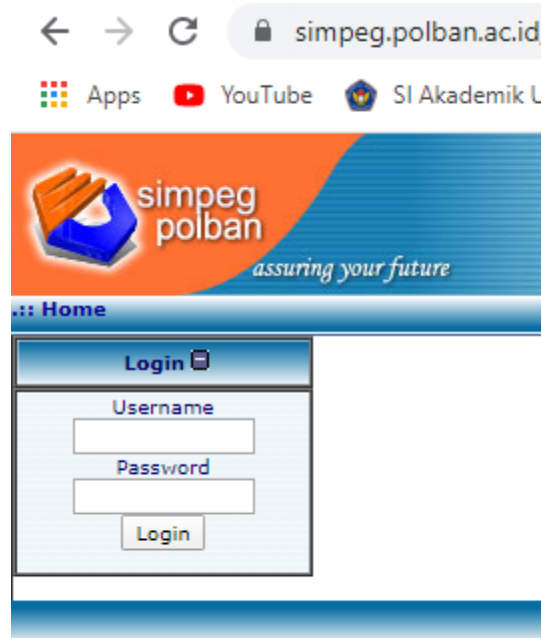 simpeg.polban.ac.id
Apps YouTube SI Akademik U
simpeg
polban
assuring your future
.:: Home
Login
Username
Password
Login